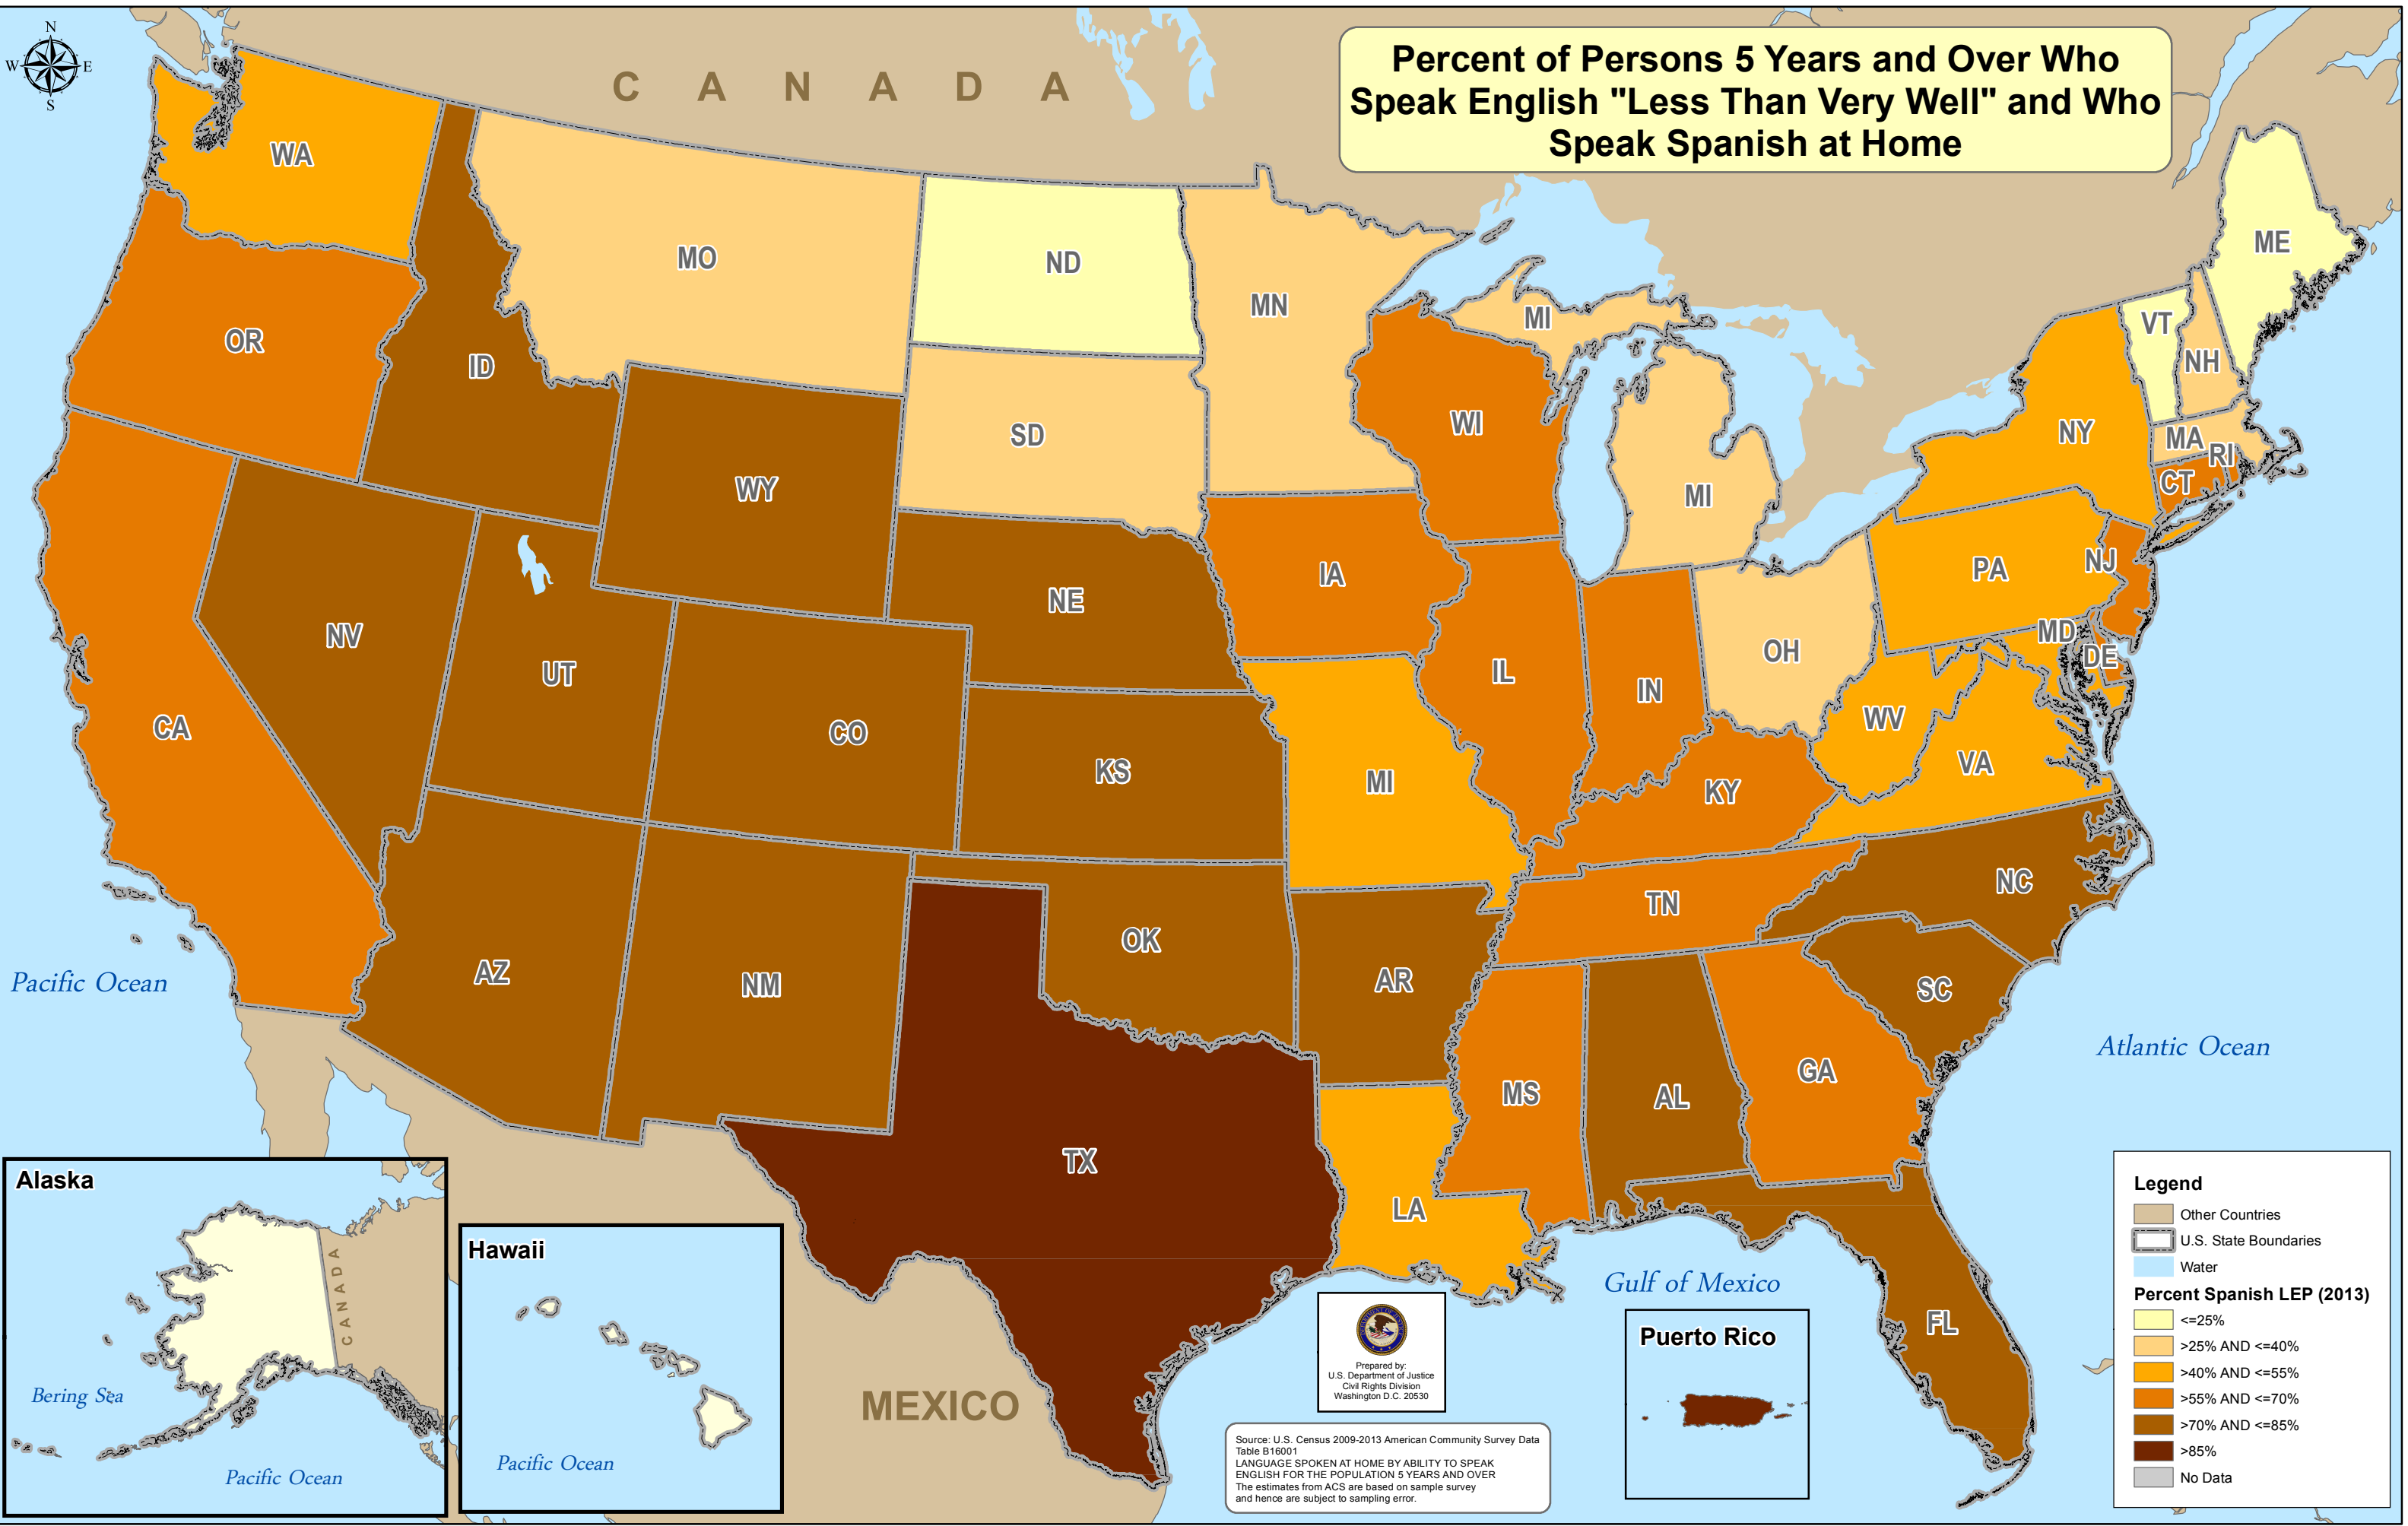 N
W E
S
CANADA
Percent of Persons 5 Years and Over Who
Speak English "Less Than Very Well" and Who
Speak Spanish at Home
WA
MO
ND
MN
ME
OR
ID
MI
VT
NH
SD
WI
NY
MA
RI
CT
WY
MI
IA
PA
NJ
NE
NV
UT
OH
MD
DE
IL
IN
CA
CO
WV
VA
KS
MI
KY
NC
TN
OK
AZ
NM
AR
SC
Pacific Ocean
Atlantic Ocean
GA
MS
AL
TX
LA
FL
Alaska
CANADA
Bering Sea
Pacific Ocean
Hawaii
Pacific Ocean
MEXICO
Gulf of Mexico
Prepared by:
U.S. Department of Justice
Civil Rights Division
Washington D.C. 20530
Source: U.S. Census 2009-2013 American Community Survey Data
Table B16001
LANGUAGE SPOKEN AT HOME BY ABILITY TO SPEAK
ENGLISH FOR THE POPULATION 5 YEARS AND OVER
The estimates from ACS are based on sample survey
and hence are subject to sampling error.
Puerto Rico
Legend
Other Countries
U.S. State Boundaries
Water
Percent Spanish LEP (2013)
<=25%
>25% AND <=40%
>40% AND <=55%
>55% AND <=70%
>70% AND <=85%
>85%
No Data